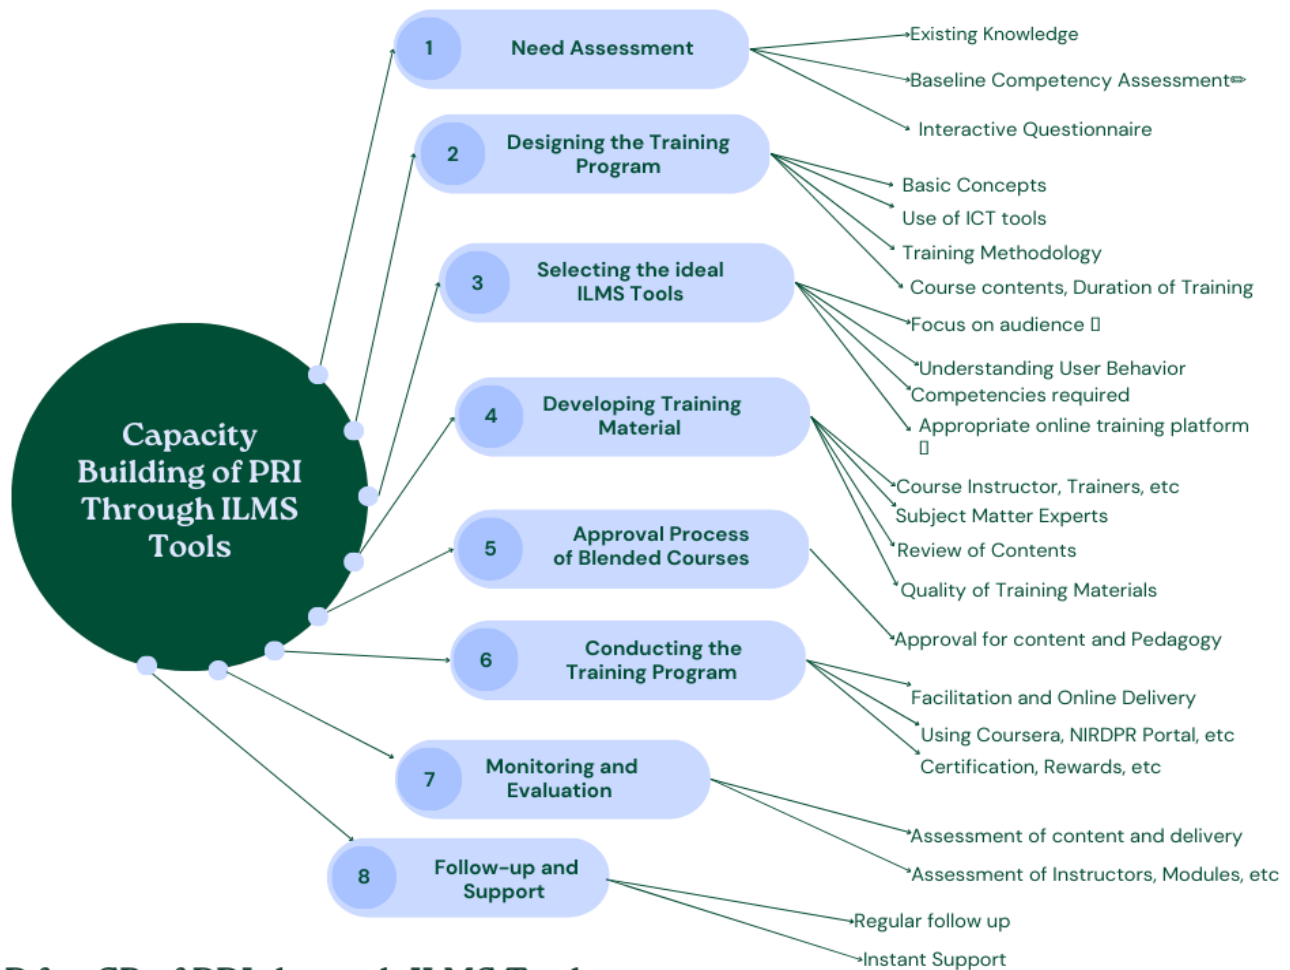 Capacity
Building of PRI
Through ILMS
Tools
1
Need Assessment
Existing Knowledge
Baseline Competency Assessment✏
Interactive Questionnaire
2
Designing the Training
Program
Basic Concepts
Use of ICT tools
Training Methodology
Course contents, Duration of Training
3
Selecting the ideal
ILMS Tools
Focus on audience
Understanding User Behavior
Competencies required
Appropriate online training platform
4
Developing Training
Material
Course Instructor, Trainers, etc
Subject Matter Experts
Review of Contents
Quality of Training Materials
5
Approval Process
of Blended Courses
Approval for content and Pedagogy
6
Conducting the
Training Program
Facilitation and Online Delivery
Using Coursera, NIRDPR Portal, etc
Certification, Rewards, etc
7
Monitoring and
Evaluation
Assessment of content and delivery
Assessment of Instructors, Modules, etc
8
Follow-up and
Support
Regular follow up
Instant Support